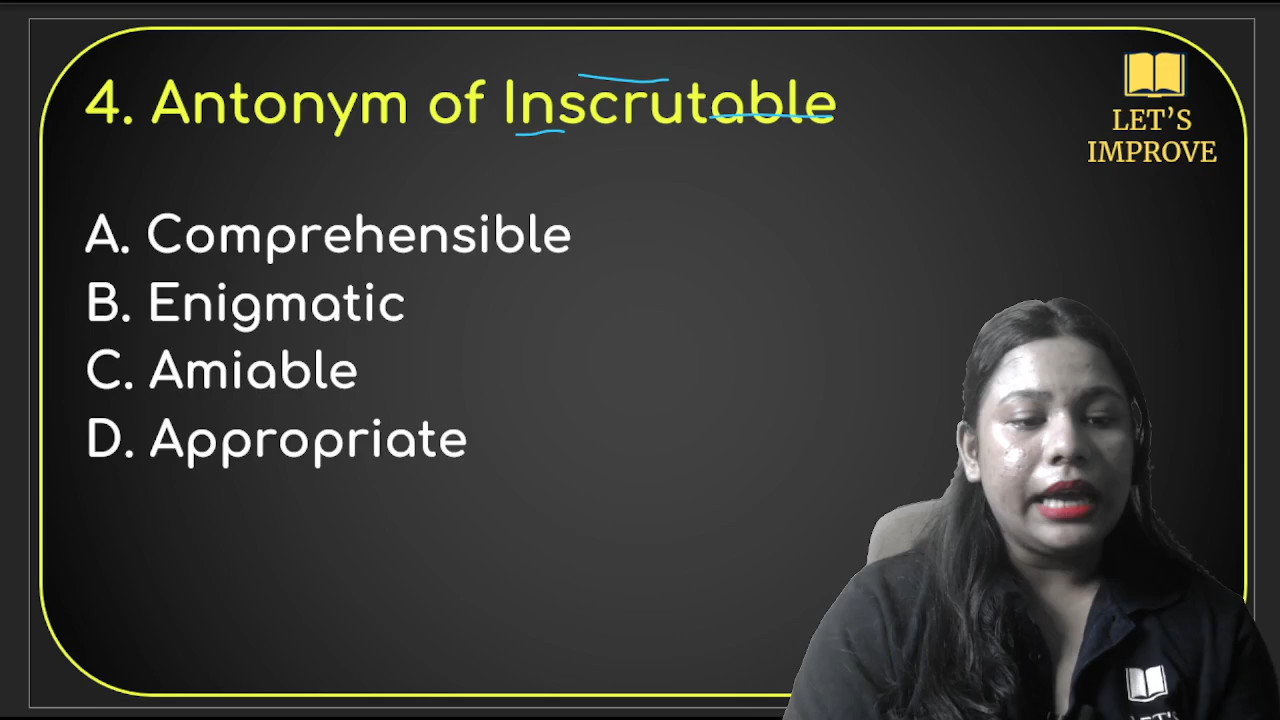 4. Antonym of Inscrutable
LET'S
IMPROVE
A. Comprehensible
B. Enigmatic
C. Amiable
D. Appropriate